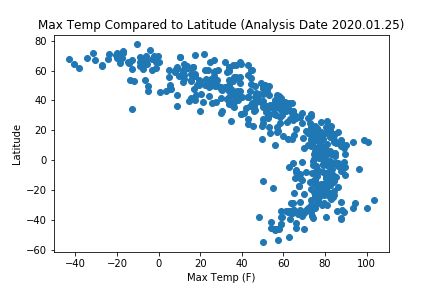 Max Temp Compared to Latitude (Analysis Date 2020.01.25)
80
60
40
20
0
−20
−40
−60
Latitude
−40 −20 0 20 40 60 80 100
Max Temp (F)